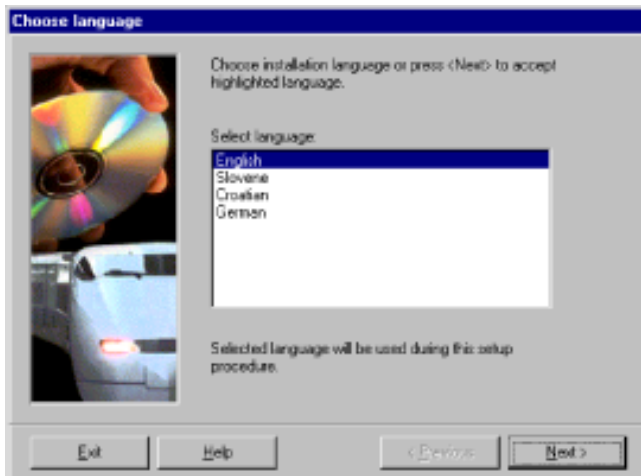 Choose language
Choose installation language or press <Next> to accept
highlighted language.
Select language:
English
Slovene
Croatian
German
Selected language will be used during this setup
procedure.
Exit
Help
< Previous
Next >